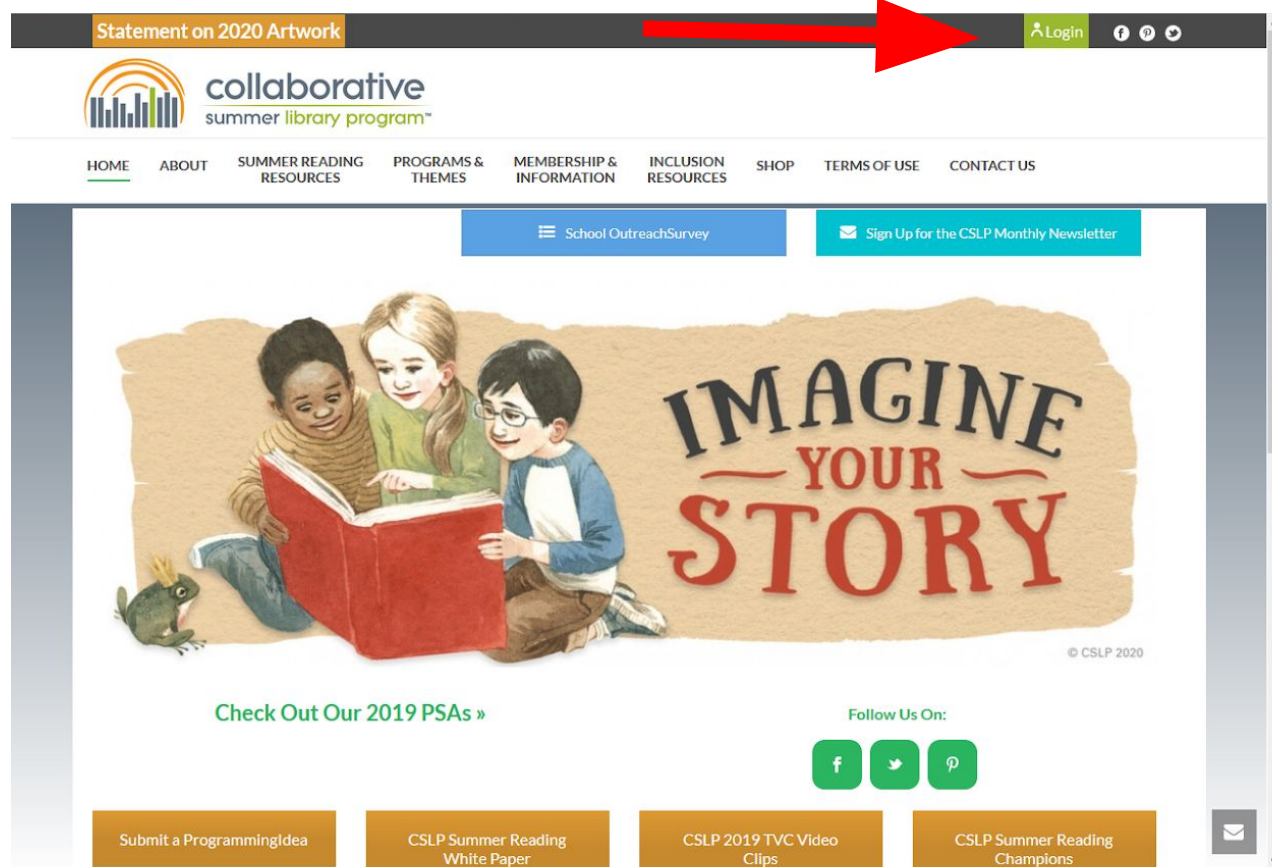 Statement on 2020 Artwork
Login
collaborative
summer library program™
HOME
ABOUT
SUMMER READING
RESOURCES
PROGRAMS &
THEMES
MEMBERSHIP &
INFORMATION
INCLUSION
RESOURCES
SHOP
TERMS OF USE
CONTACT US
School OutreachSurvey
Sign Up for the CSLP Monthly Newsletter
IMAGINE
YOUR
STORY
© CSLP 2020
Check Out Our 2019 PSAs »
Follow Us On:
Submit a ProgrammingIdea
CSLP Summer Reading
White Paper
CSLP 2019 TVC Video
Clips
CSLP Summer Reading
Champions